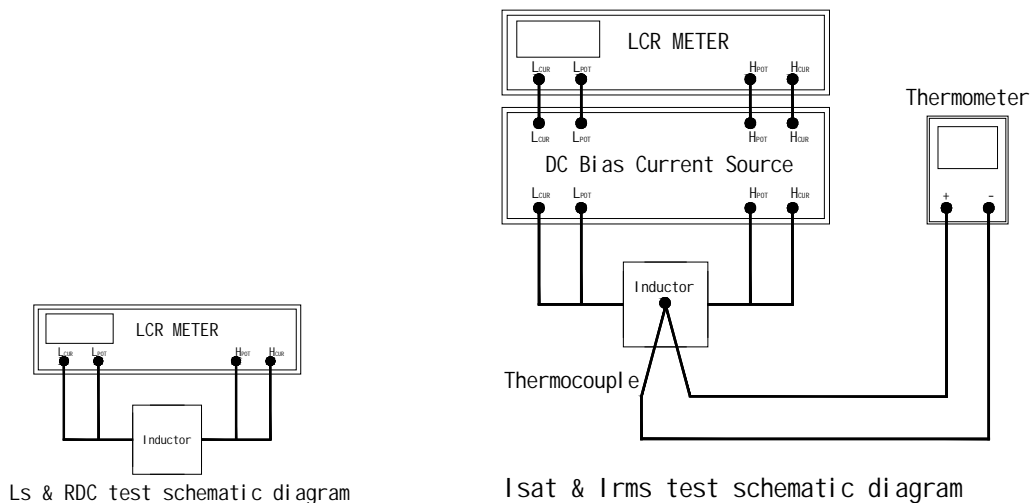 LCR METER
LCUR LPOT HPOT HCUR
Thermometer
LCUR LPOT HPOT HCUR
DC Bias Current Source
LCUR LPOT HPOT HCUR
+ -
Inductor
Thermocouple
Isat & Irms test schematic diagram
LCR METER
LCUR LPOT HPOT HCUR
Inductor
Ls & RDC test schematic diagram